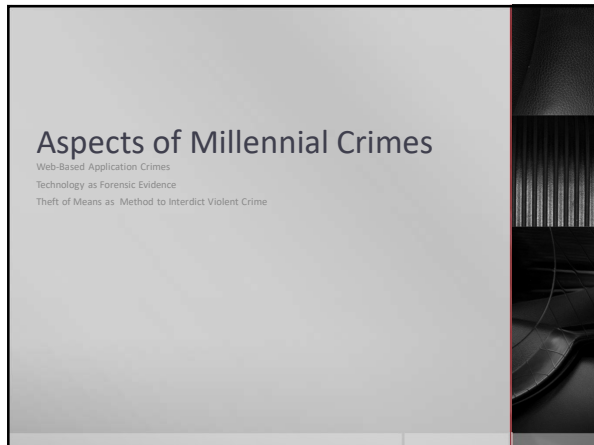 Aspects of Millennial Crimes
Web-Based Application Crimes
Technology as Forensic Evidence
Theft of Means as Method to Interdict Violent Crime